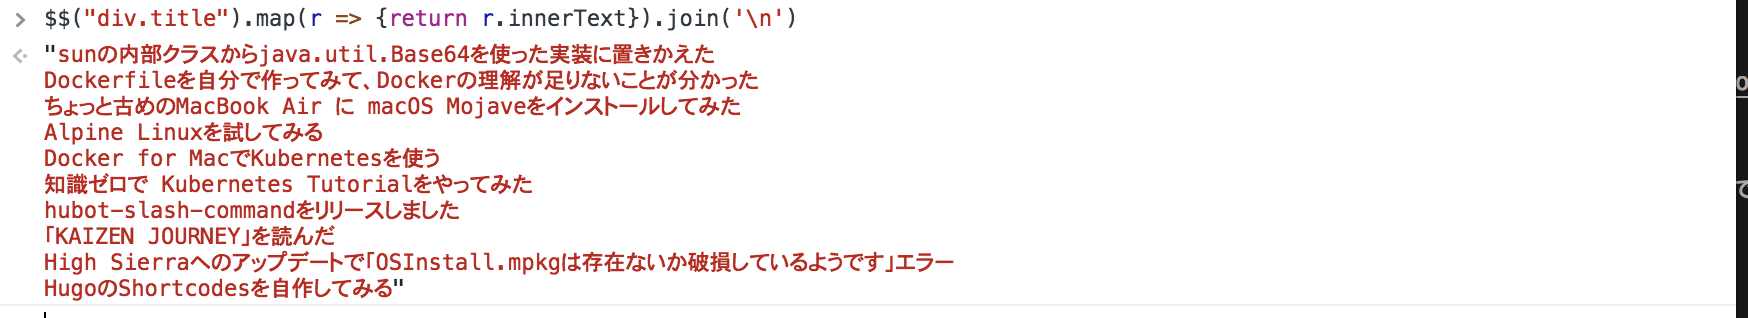 > $$("div.title").map(r => {return r.innerText}).join('\n')
"sunの内部クラスからjava.util.Base64を使った実装に置きかえた
Dockerfileを自分で作ってみて、Dockerの理解が足りないことが分かった
ちょっと古めのMacBook Air に macOS Mojaveをインストールしてみた
Alpine Linuxを試してみる
Docker for MacでKubernetesを使う
知識ゼロで Kubernetes Tutorialをやってみた
hubot-slash-commandをリリースしました
「KAIZEN JOURNEY」を読んだ
High Sierraへのアップデートで「OSInstall.mpkgは存在ないか破損しているようです」エラー
HugoのShortcodesを自作してみる"